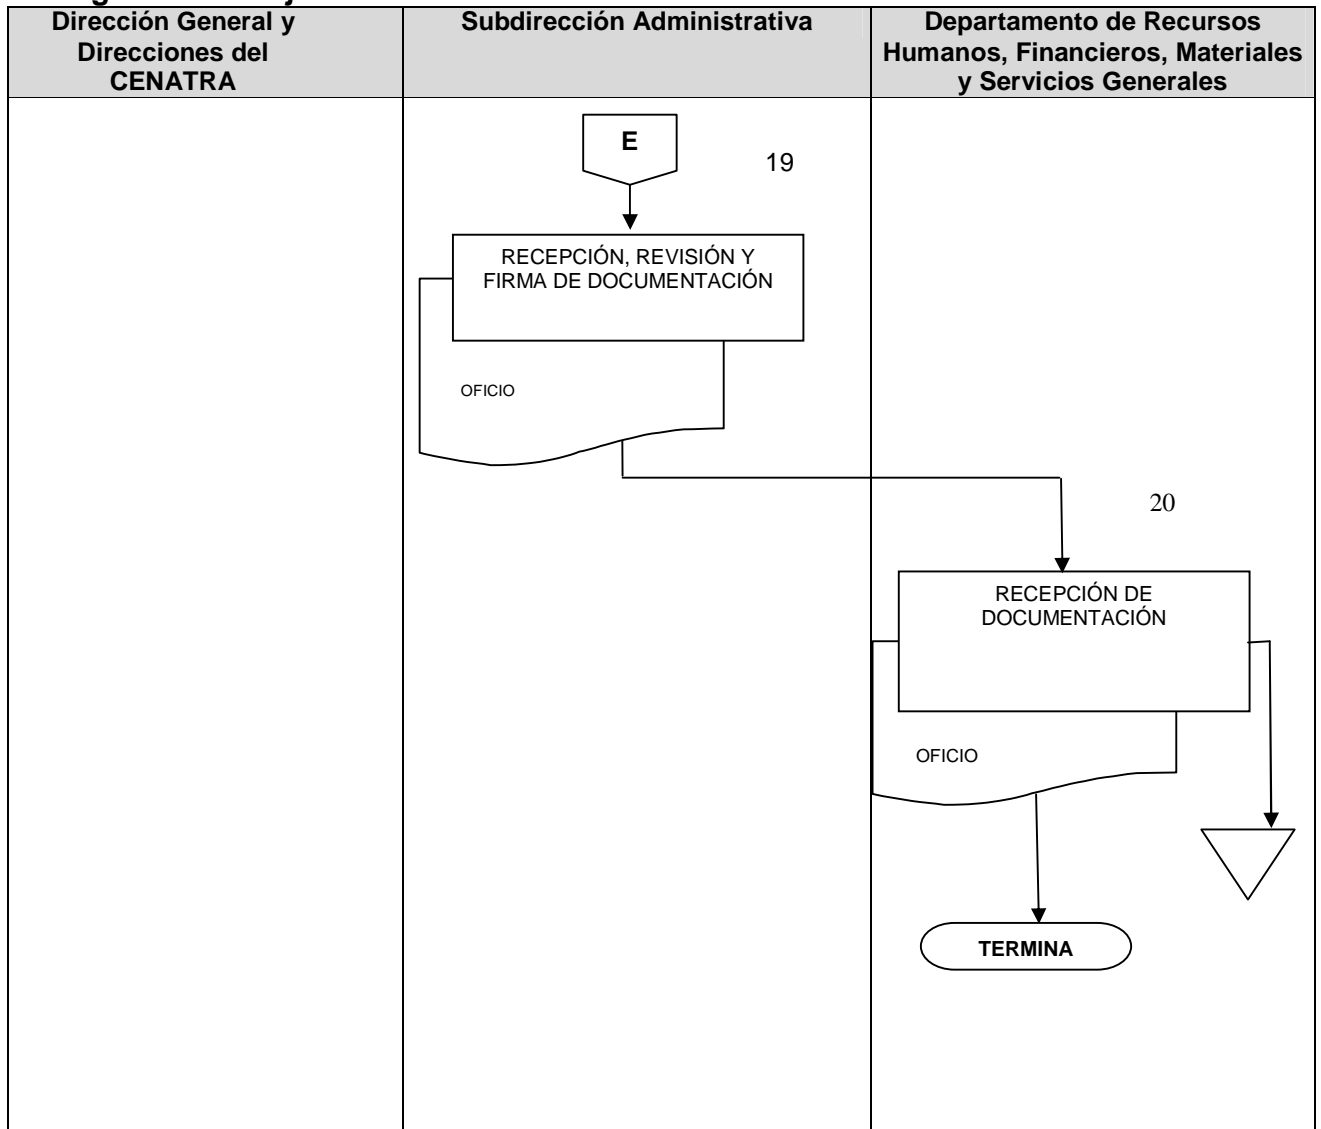 Dirección General y
Direcciones del
CENATRA
Subdirección Administrativa
Departamento de Recursos
Humanos, Financieros, Materiales
y Servicios Generales
E
19
RECEPCIÓN, REVISIÓN Y
FIRMA DE DOCUMENTACIÓN
OFICIO
20
RECEPCIÓN DE
DOCUMENTACIÓN
OFICIO
TERMINA